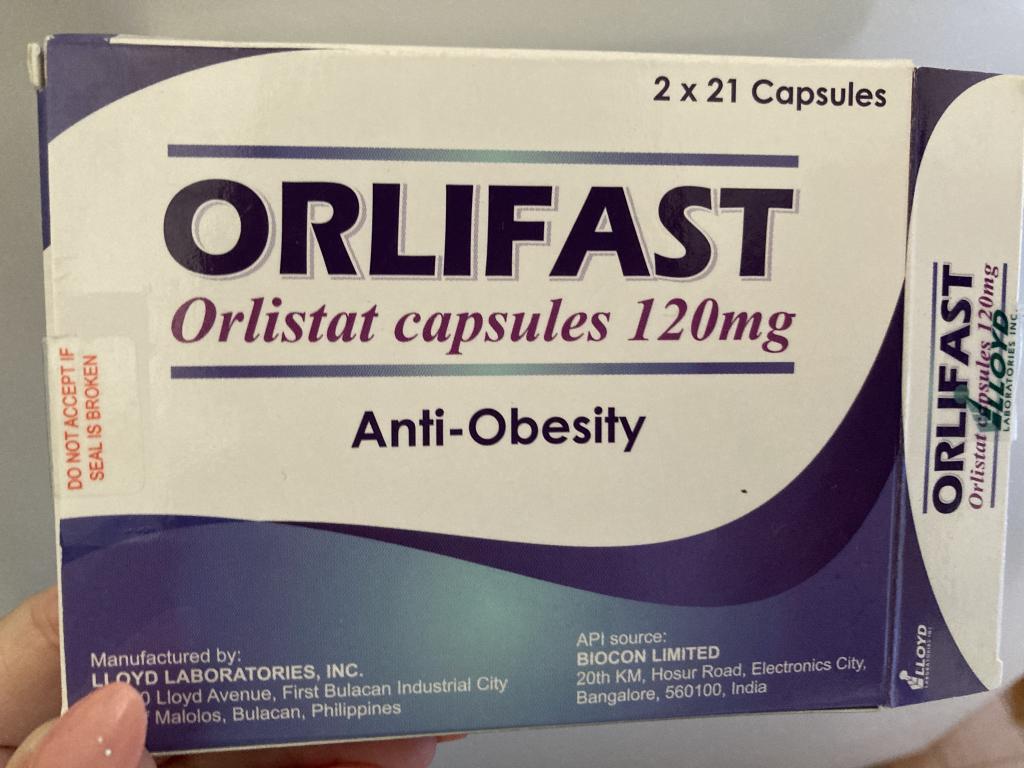 2 x 21 Capsules
ORLIFAST
Orlistat capsules 120mg
Anti-Obesity
DO NOT ACCEPT IF
SEAL IS BROKEN
Manufactured by:
LLOYD LABORATORIES, INC.
Lloyd Avenue, First Bulacan Industrial City
Malolos, Bulacan, Philippines
API source:
BIOCON LIMITED
20th KM, Hosur Road, Electronics City,
Bangalore, 560100, India
ORLIFAST
Orlistat capsules 120mg
LLOYD
LABORATORIES INC.
LLOYD
LABORATORIES INC.